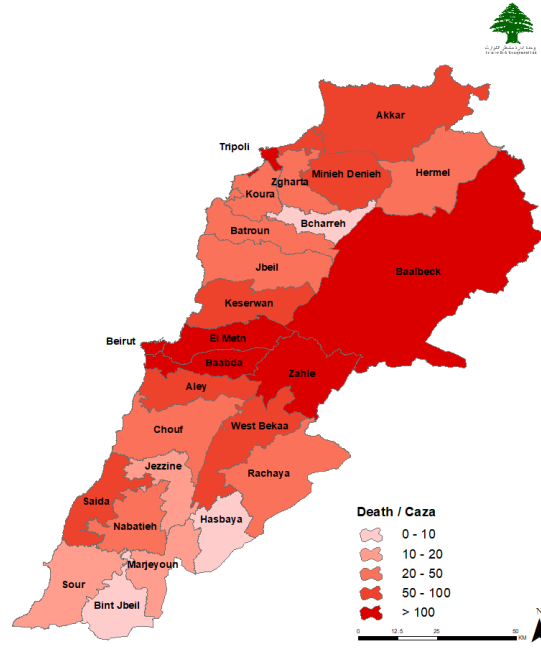 Akkar
Tripoli
Hermel
Minieh Denieh
Zgharta
Koura
Bcharreh
Batroun
Jbeil
Baalbeck
Keserwan
El Metn
Beirut
Baabda
Zahle
Aley
West Bekaa
Chouf
Jezzine
Rachaya
Saida
Hasbaya
Nabatieh
Marjeyoun
Sour
Bint Jbeil
Death / Caza
0 - 10
10 - 20
20 - 50
50 - 100
> 100
N
0 12.5 25 50
KM